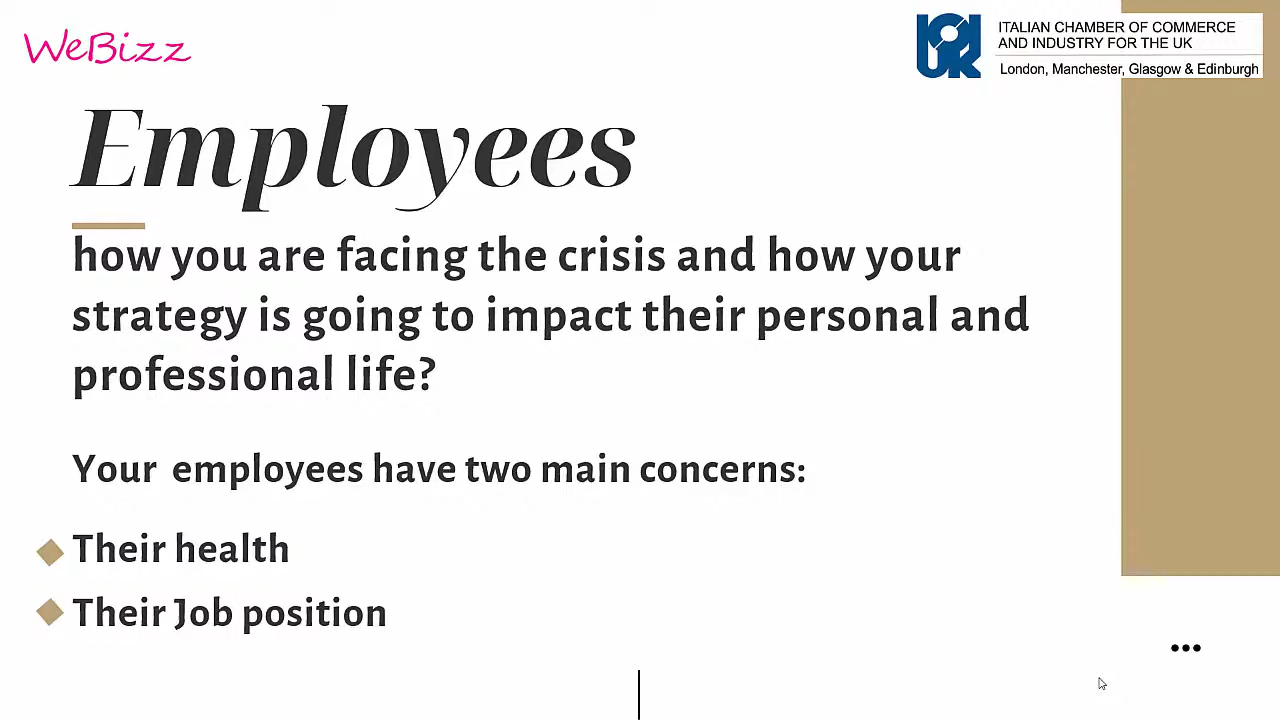 WeBizz
ITALIAN CHAMBER OF COMMERCE
AND INDUSTRY FOR THE UK
London, Manchester, Glasgow & Edinburgh
Employees
how you are facing the crisis and how your
strategy is going to impact their personal and
professional life?
Your employees have two main concerns:
Their health
Their Job position
...